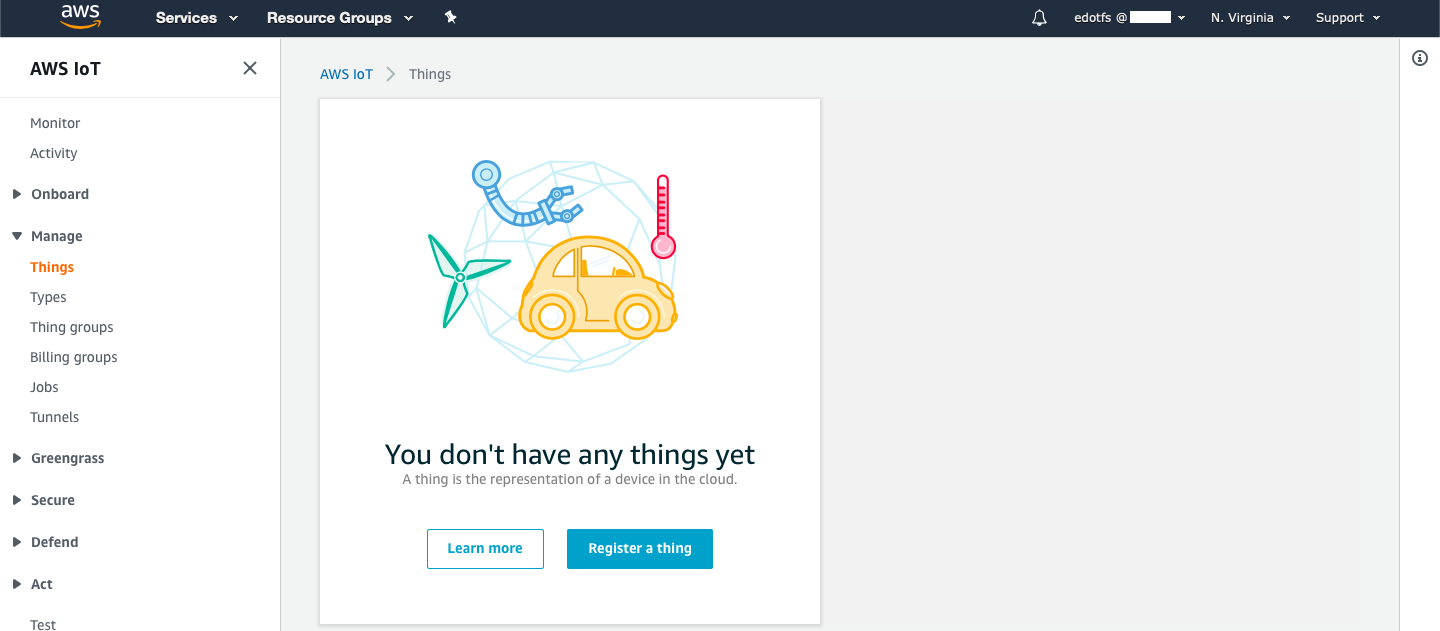 aws Services Resource Groups edotfs @ N. Virginia Support
AWS IoT
Monitor
Activity
Onboard
Manage
Things
Types
Thing groups
Billing groups
Jobs
Tunnels
Greengrass
Secure
Defend
Act
Test
AWS IoT Things
You don't have any things yet
A thing is the representation of a device in the cloud.
Learn more Register a thing